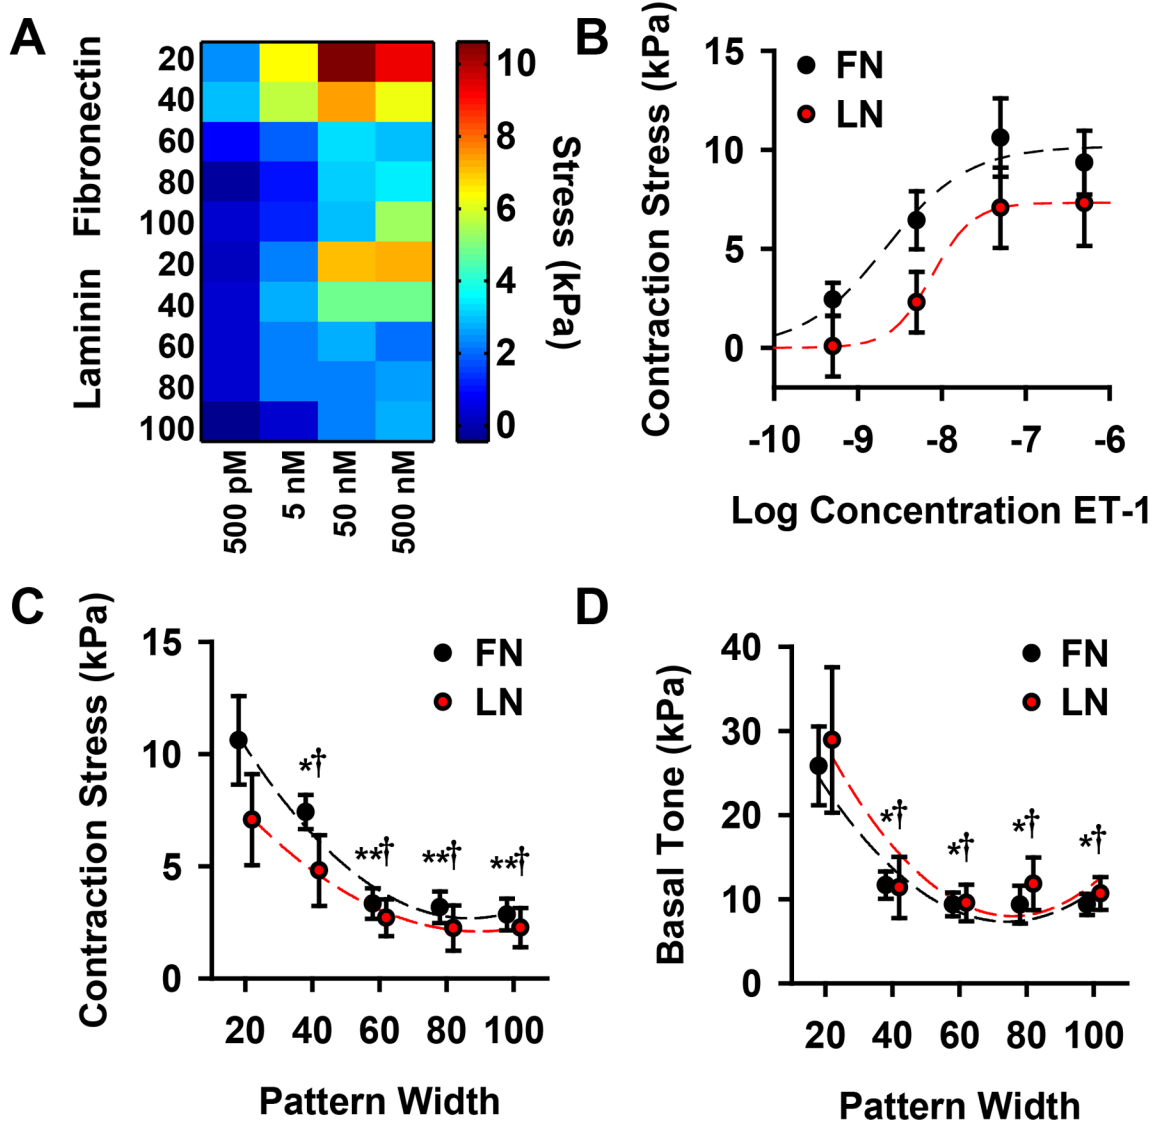 A
Fibronectin
Laminin
20
40
60
80
100
20
40
60
80
100
500 pM
5 nM
50 nM
500 nM
10
8
6
4
2
0
Stress (kPa)
B
Contraction Stress (kPa)
15
10
5
0
FN
LN
-10 -9 -8 -7 -6
Log Concentration ET-1
C
Contraction Stress (kPa)
15
10
5
0
FN
LN
*†
**†
**†
**†
20 40 60 80 100
Pattern Width
D
Basal Tone (kPa)
40
30
20
10
0
FN
LN
*†
*†
*†
*†
20 40 60 80 100
Pattern Width